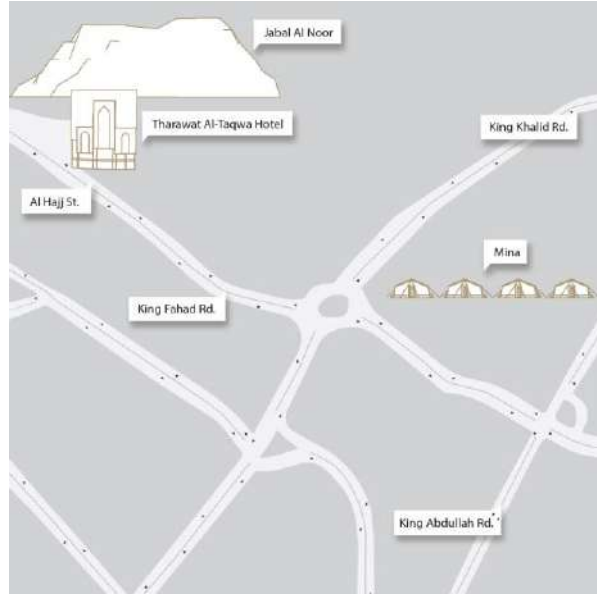 Jabal Al Noor
Tharawat Al-Taqwa Hotel
King Khalid Rd.
Al Hajj St.
Mina
King Fahad Rd.
King Abdullah Rd.